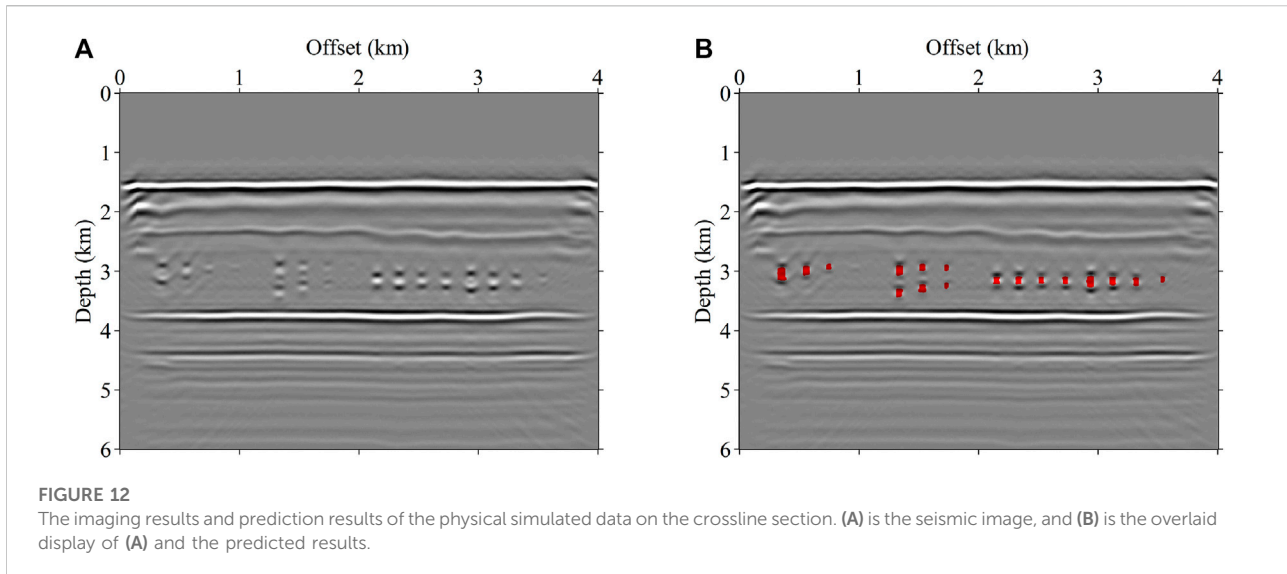 A
Offset (km)
0 1 2 3 4
0
1
2
3
4
5
6
Depth (km)
B
Offset (km)
0 1 2 3 4
0
1
2
3
4
5
6
Depth (km)
FIGURE 12
The imaging results and prediction results of the physical simulated data on the crossline section. (A) is the seismic image, and (B) is the overlaid
display of (A) and the predicted results.